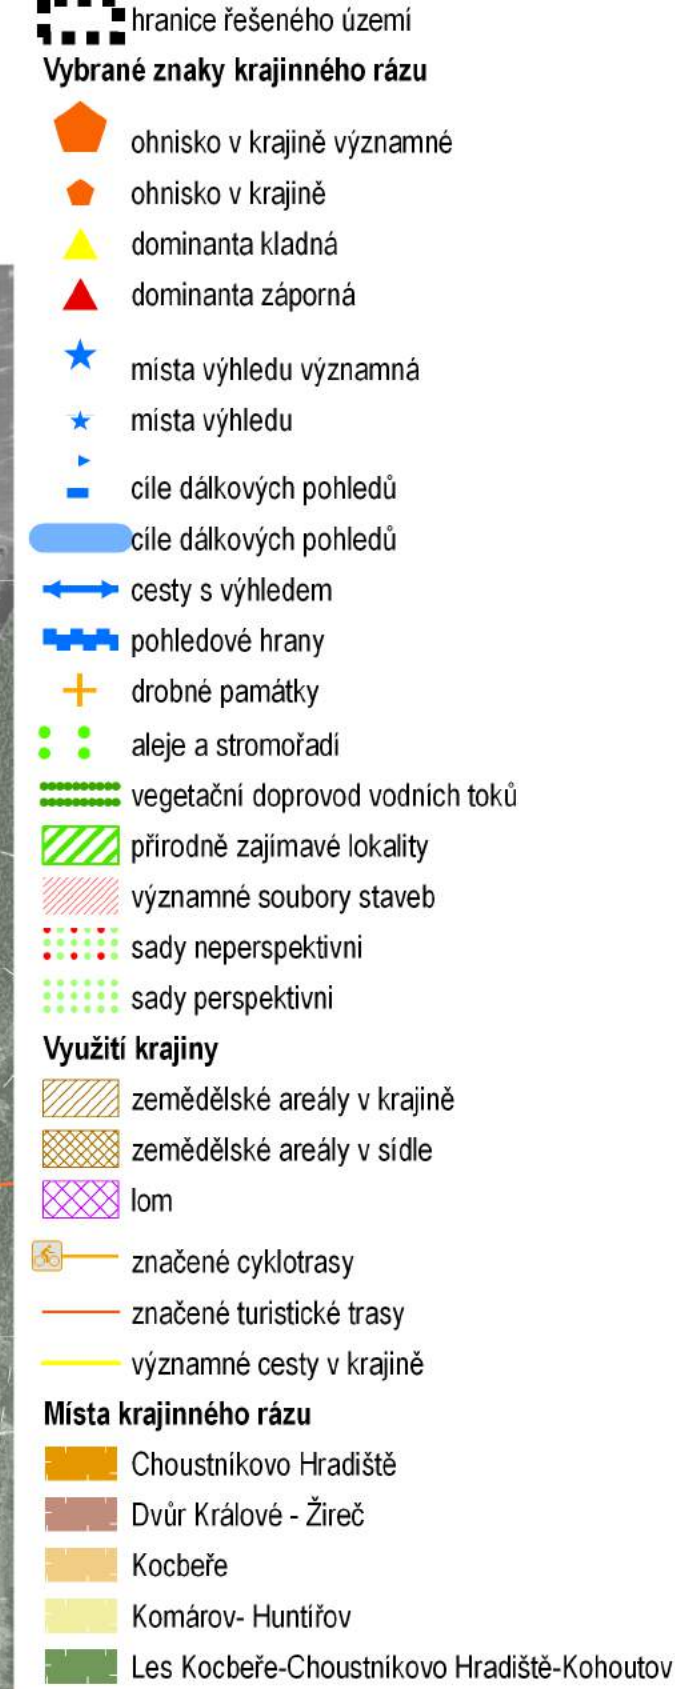 hranice řešeného území
Vybrané znaky krajinného rázu
ohnisko v krajině významné
ohnisko v krajině
dominanta kladná
dominanta záporná
místa výhledu významná
místa výhledu
cíle dálkových pohledů
cíle dálkových pohledů
cesty s výhledem
pohledové hrany
drobné památky
aleje a stromořadí
vegetační doprovod vodních toků
přírodně zajímavé lokality
významné soubory staveb
sady neperspektivni
sady perspektivni
Využití krajiny
zemědělské areály v krajině
zemědělské areály v sídle
lom
značené cyklotrasy
značené turistické trasy
významné cesty v krajině
Místa krajinného rázu
Choustníkovo Hradiště
Dvůr Králové - Žireč
Kocbeře
Komárov- Huntířov
Les Kocbeře-Choustníkovo Hradiště-Kohoutov